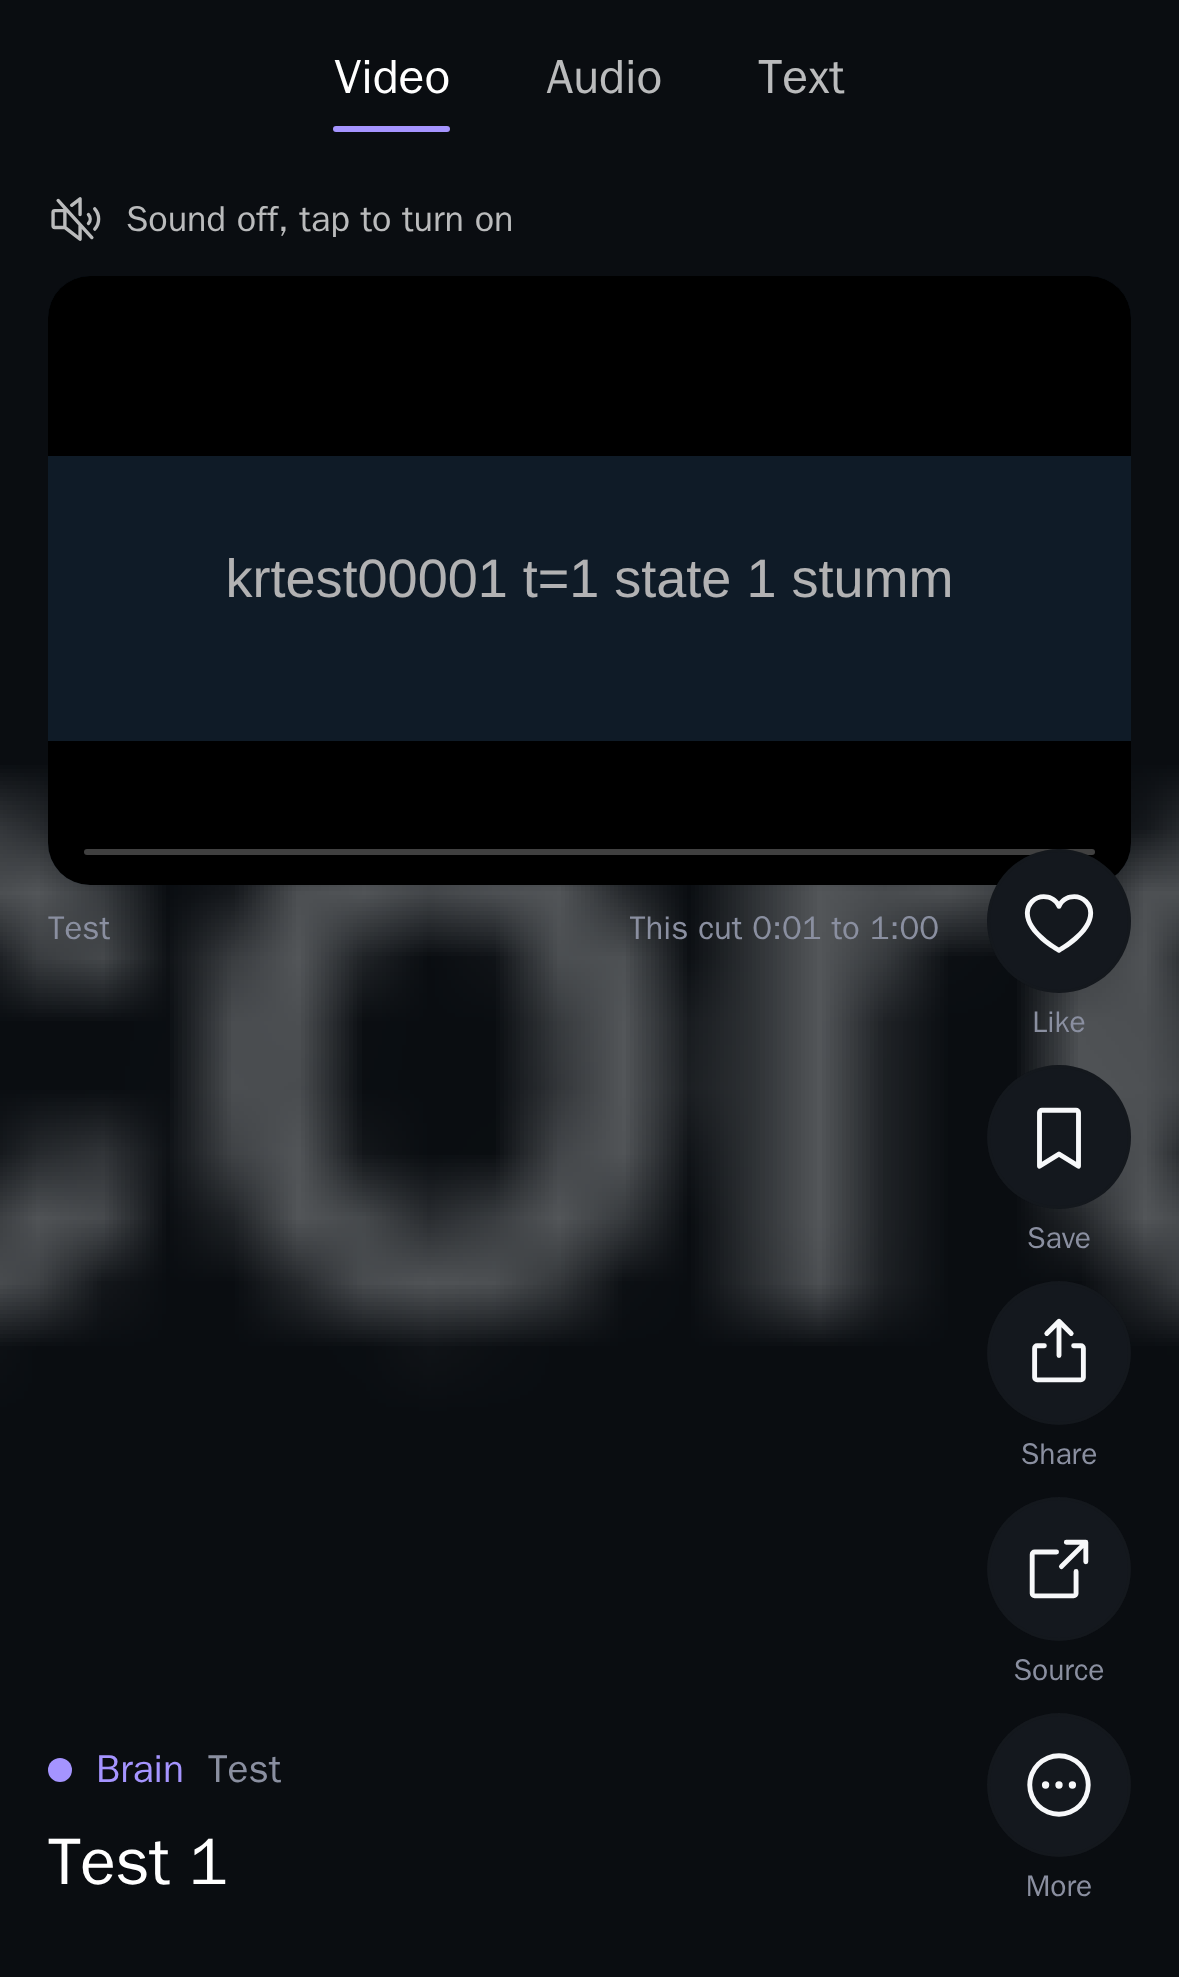 Video Audio Text
Sound off, tap to turn on
krtest00001 t=1 state 1 stumm
Test This cut 0:01 to 1:00
Like
Save
Share
Source
Brain Test
Test 1
More